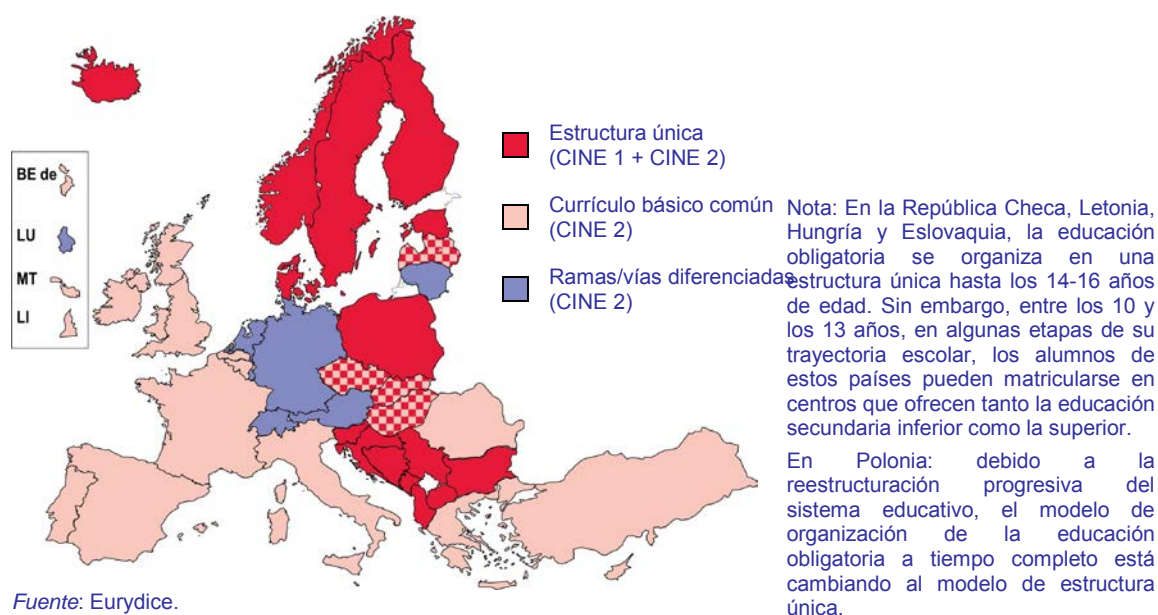 BE de
LU
MT
LI
Estructura única
(CINE 1 + CINE 2)
Currículo básico común
(CINE 2)
Ramas/vías diferenciadas
(CINE 2)
Nota: En la República Checa, Letonia,
Hungría y Eslovaquia, la educación
obligatoria se organiza en una
estructura única hasta los 14-16 años
de edad. Sin embargo, entre los 10 y
los 13 años, en algunas etapas de su
trayectoria escolar, los alumnos de
estos países pueden matricularse en
centros que ofrecen tanto la educación
secundaria inferior como la superior.
En Polonia: debido a la
reestructuración progresiva del
sistema educativo, el modelo de
organización de la educación
obligatoria a tiempo completo está
cambiando al modelo de estructura
única.
Fuente: Eurydice.